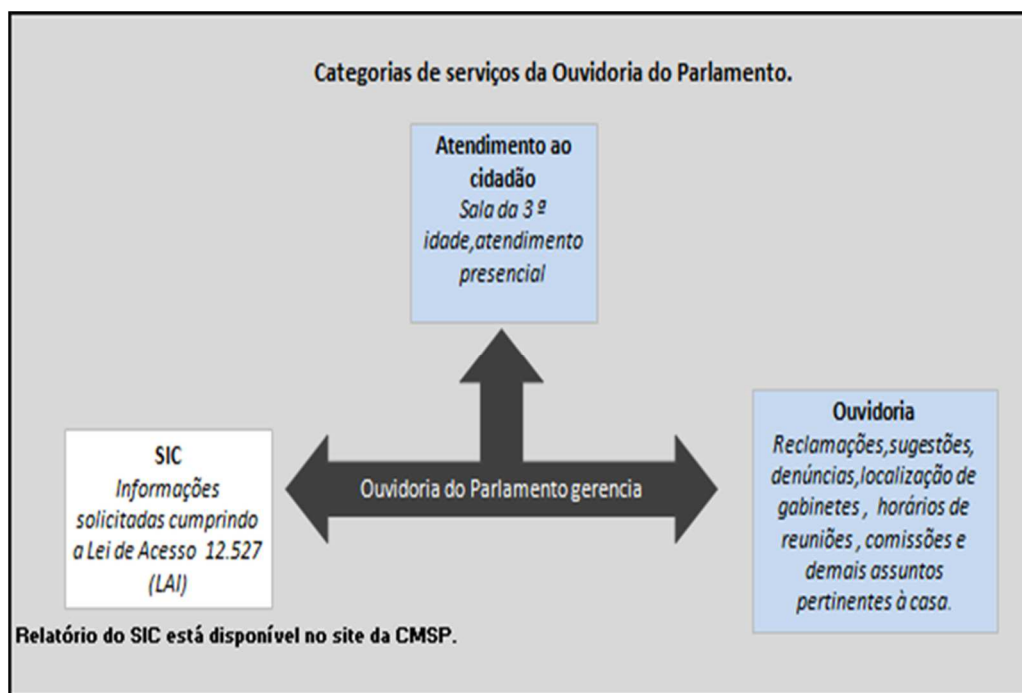 Categorias de serviços da Ouvidoria do Parlamento.
Atendimento ao
cidadão
Sala da 3 ª
idade,atendimento
presencial
SIC
Informações
solicitadas cumprindo
a Lei de Acesso 12.527
(LAI)
Ouvidoria do Parlamento gerencia
Ouvidoria
Reclamações,sugestões,
denúncias,localização de
gabinetes , horários de
reuniões , comissões e
demais assuntos
pertinentes à casa.
Relatório do SIC está disponível no site da CMSP.